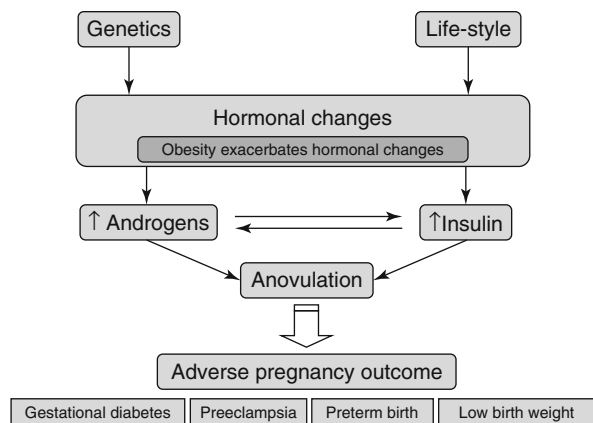 Genetics
Life-style
Hormonal changes
Obesity exacerbates hormonal changes
↑ Androgens
↑Insulin
Anovulation
Adverse pregnancy outcome
Gestational diabetes
Preeclampsia
Preterm birth
Low birth weight